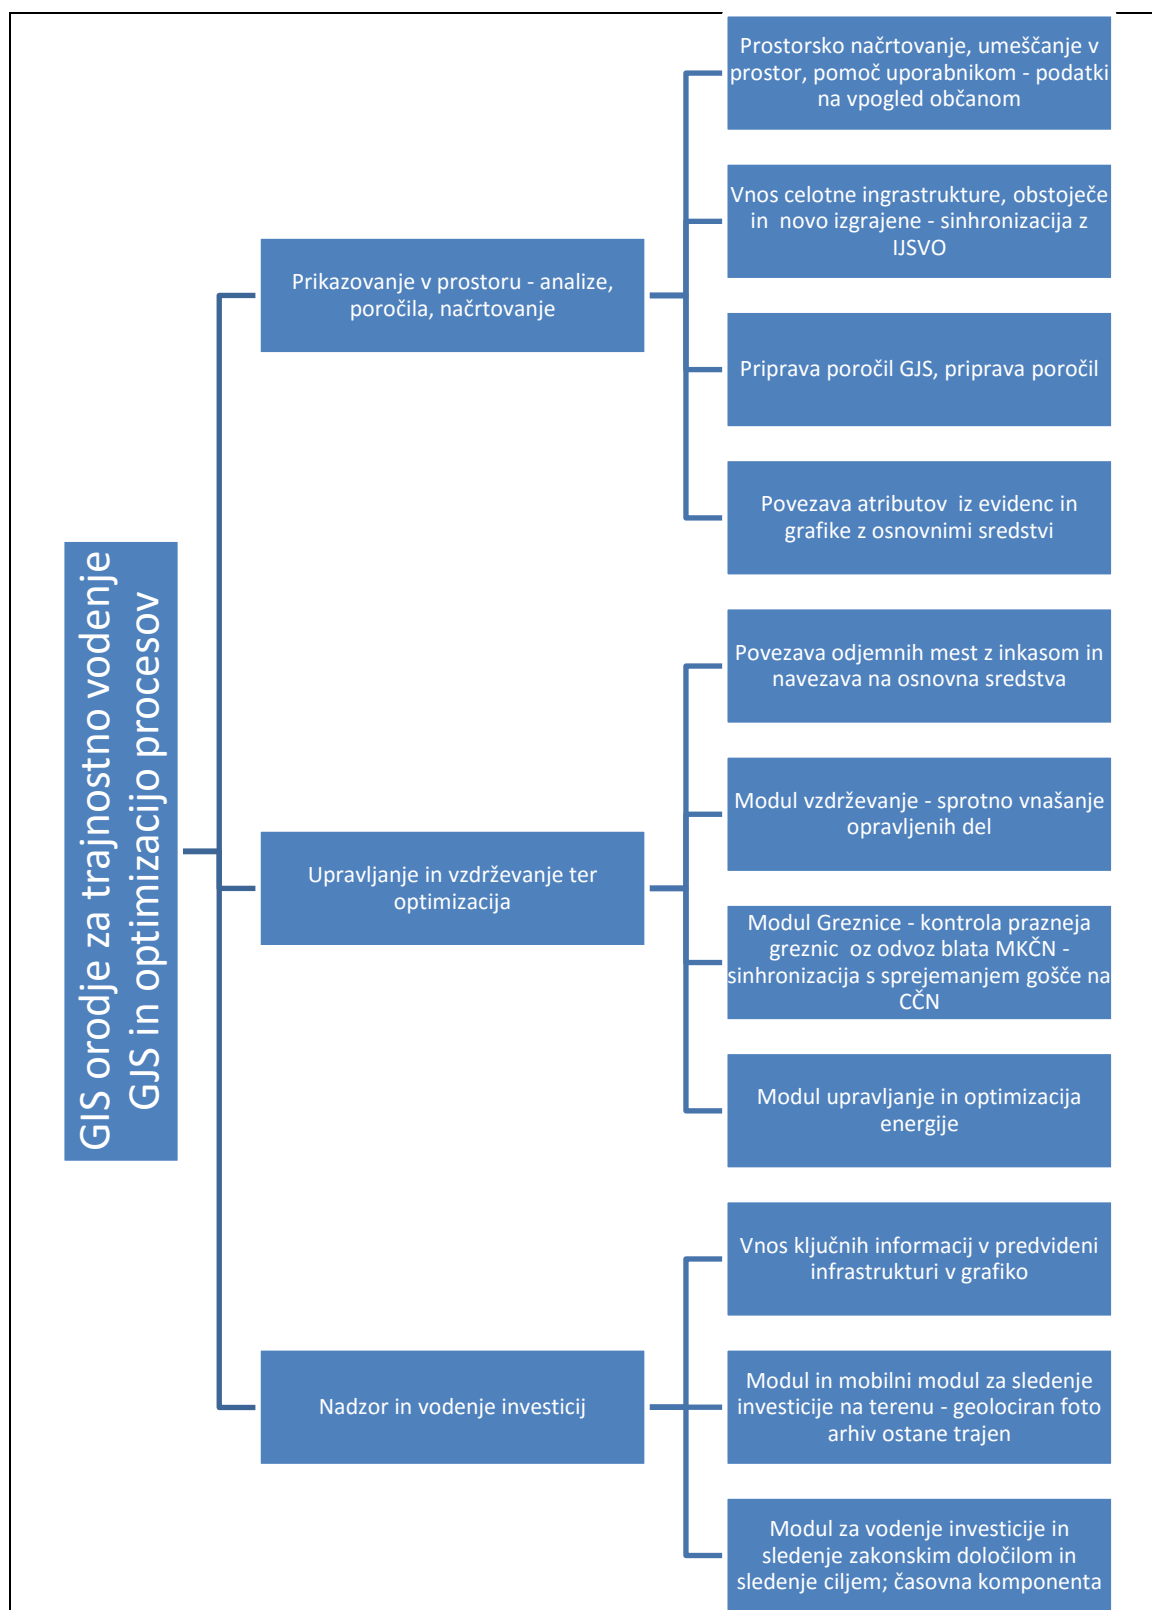 GIS orodje za trajnostno vodenje
GJS in optimizacijo procesov
Prikazovanje v prostoru - analize,
poročila, načrtovanje
Prostorsko načrtovanje, umeščanje v
prostor, pomoč uporabnikom - podatki
na vpogled občanom
Vnos celotne ingrastrukture, obstoječe
in novo izgrajene - sinhronizacija z
IJSVO
Priprava poročil GJS, priprava poročil
Povezava atributov iz evidenc in
grafike z osnovnimi sredstvi
Upravljanje in vzdrževanje ter
optimizacija
Povezava odjemnih mest z inkasom in
navezava na osnovna sredstva
Modul vzdrževanje - sprotno vnašanje
opravljenih del
Modul Greznice - kontrola prazneja
greznic oz odvoz blata MKČN -
sinhronizacija s sprejemanjem gošče na
CČN
Modul upravljanje in optimizacija
energije
Nadzor in vodenje investicij
Vnos ključnih informacij v predvideni
infrastrukturi v grafiko
Modul in mobilni modul za sledenje
investicije na terenu - geolociran foto
arhiv ostane trajen
Modul za vodenje investicije in
sledenje zakonskim določilom in
sledenje ciljem; časovna komponenta